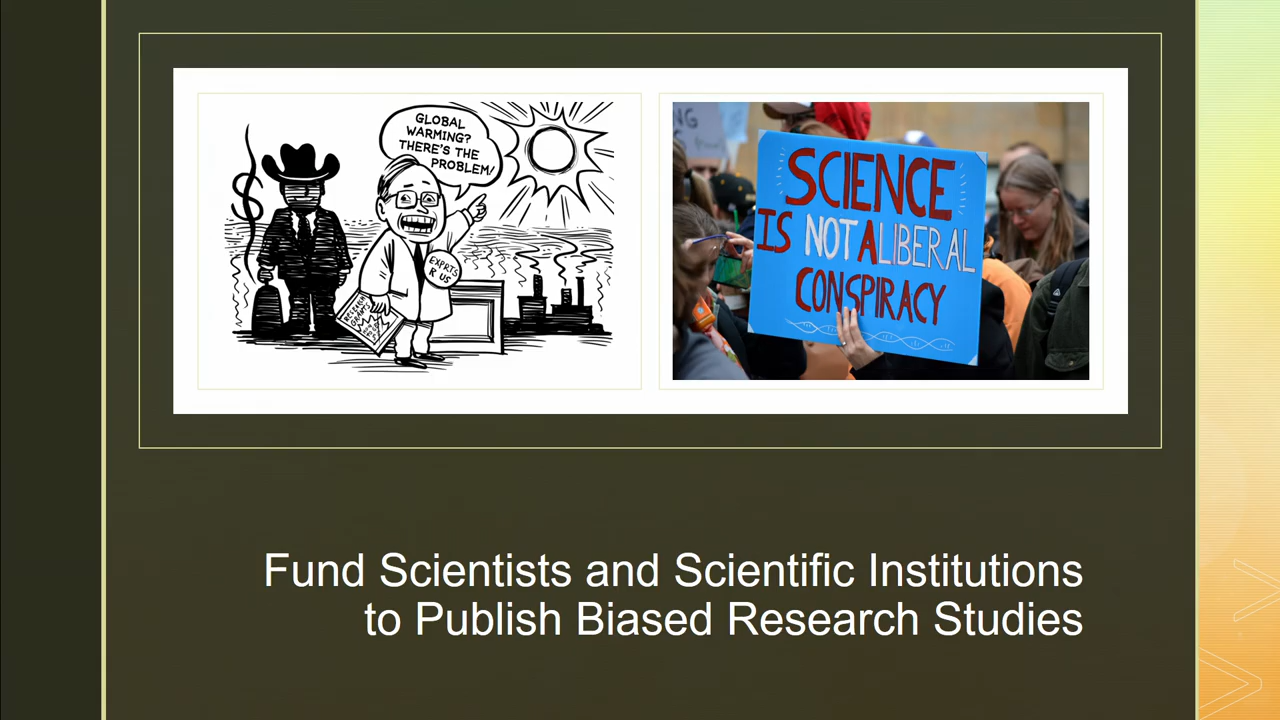 GLOBAL
WARMING?
THERE'S THE
PROBLEM!
$
EXPRTS
R US
SCIENCE
IS NOT A LIBERAL
CONSPIRACY
Fund Scientists and Scientific Institutions
to Publish Biased Research Studies